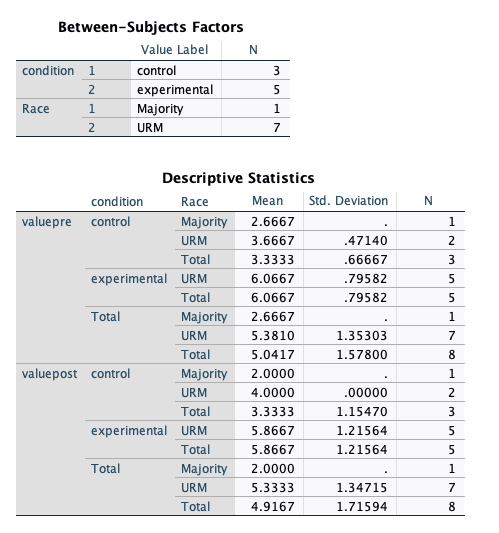 Between-Subjects Factors
Value Label N
condition 1 control 3
2 experimental 5
Race 1 Majority 1
2 URM 7
Descriptive Statistics
condition Race Mean Std. Deviation N
valuepre control Majority 2.6667 . 1
URM 3.6667 .47140 2
Total 3.3333 .66667 3
experimental URM 6.0667 .79582 5
Total 6.0667 .79582 5
Total Majority 2.6667 . 1
URM 5.3810 1.35303 7
Total 5.0417 1.57800 8
valuepost control Majority 2.0000 . 1
URM 4.0000 .00000 2
Total 3.3333 1.15470 3
experimental URM 5.8667 1.21564 5
Total 5.8667 1.21564 5
Total Majority 2.0000 . 1
URM 5.3333 1.34715 7
Total 4.9167 1.71594 8